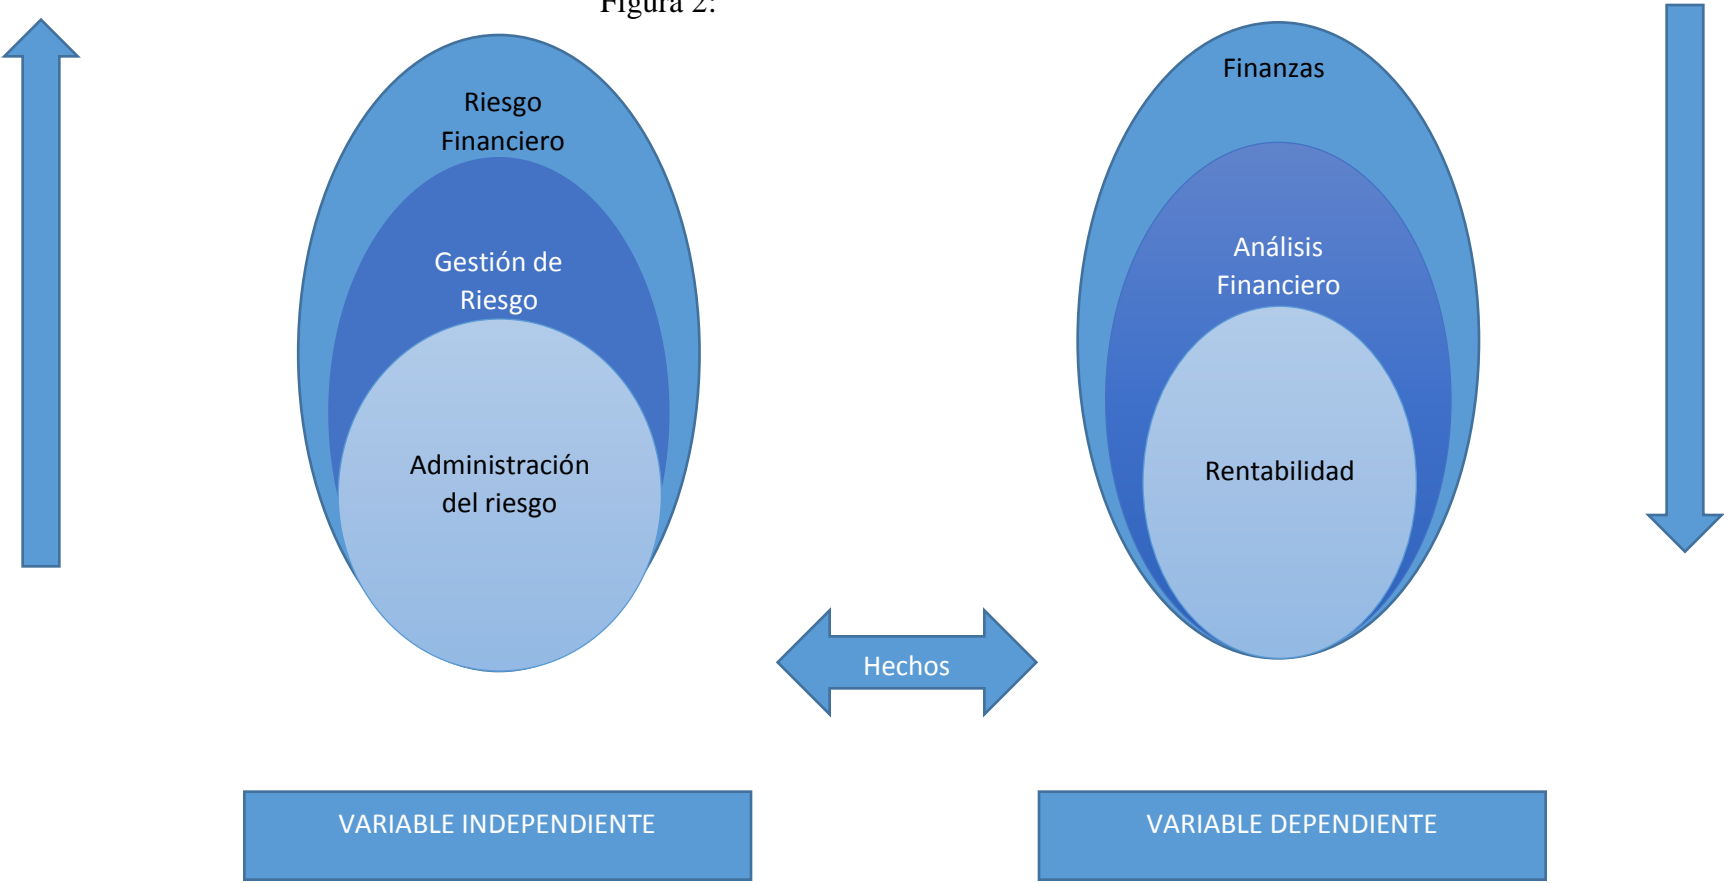 Figura 2:
Riesgo
Financiero
Gestión de
Riesgo
Administración
del riesgo
Finanzas
Análisis
Financiero
Rentabilidad
Hechos
VARIABLE INDEPENDIENTE
VARIABLE DEPENDIENTE